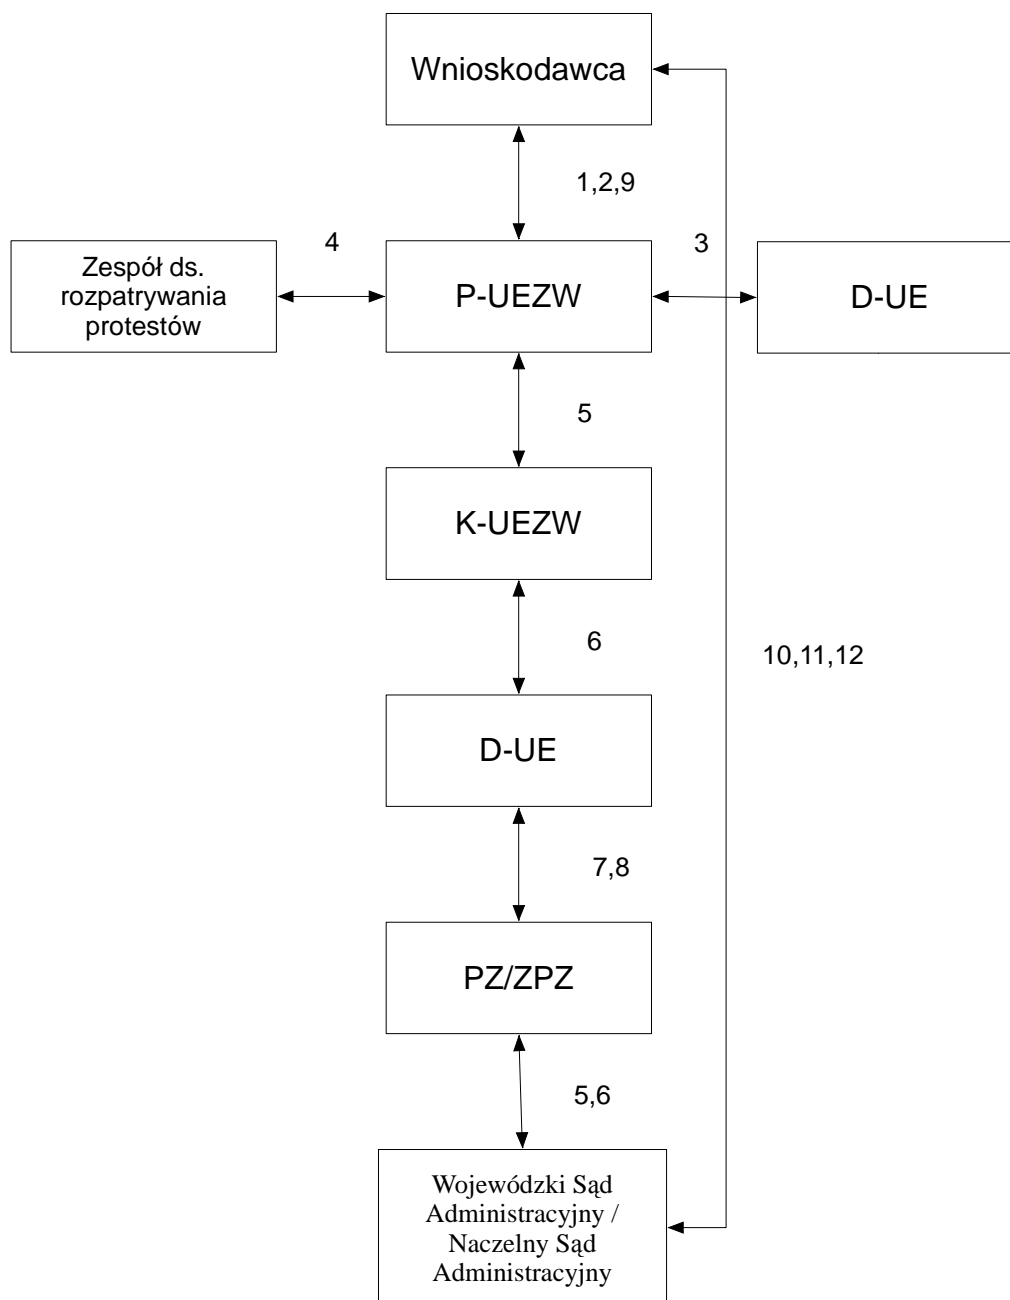 Wnioskodawca
1,2,9
4
3
Zespół ds.
rozpatrywania
protestów
P-UEZW
D-UE
5
K-UEZW
6
10,11,12
D-UE
7,8
PZ/ZPZ
5,6
Wojewódzki Sąd
Administracyjny /
Naczelny Sąd
Administracyjny